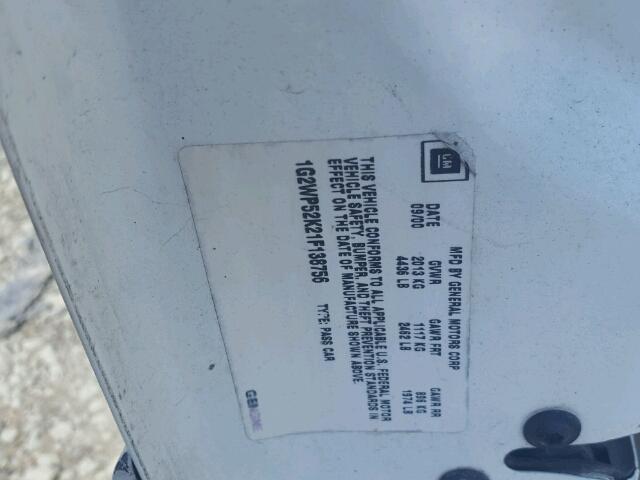 GM
MFD BY GENERAL MOTORS CORP
DATE GVWR GAWR FRT GAWR RR
09/00 2013 KG 1117 KG 896 KG
4436 LB 2462 LB 1974 LB
THIS VEHICLE CONFORMS TO ALL APPLICABLE U.S. FEDERAL MOTOR
VEHICLE SAFETY, BUMPER, AND THEFT PREVENTION STANDARDS IN
EFFECT ON THE DATE OF MANUFACTURE SHOWN ABOVE.
1G2WP52K21F138756 TYPE: PASS CAR